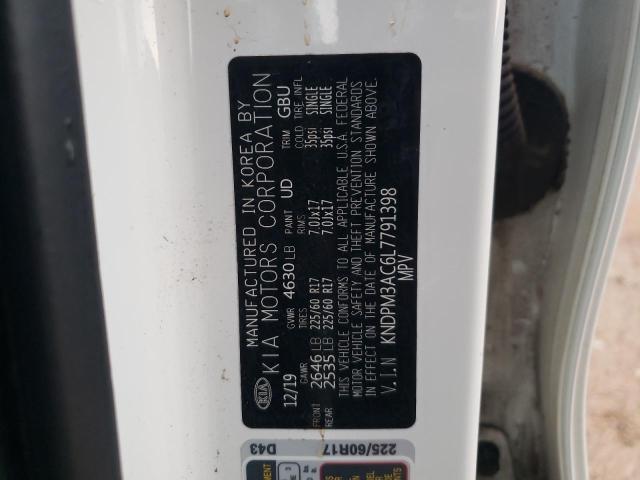 KIA
MANUFACTURED IN KOREA BY
KIA MOTORS CORPORATION
12/19 GVWR 4630 LB PAINT UD TRIM GBU
GAWR TIRES RIMS COLD TIRE INFL
FRONT 2646 LB 225/60 R17 7.0Jx17 35psi SINGLE
REAR 2535 LB 225/60 R17 7.0Jx17 35psi SINGLE
THIS VEHICLE CONFORMS TO ALL APPLICABLE U.S.A. FEDERAL
MOTOR VEHICLE SAFETY AND THEFT PREVENTION STANDARDS
IN EFFECT ON THE DATE OF MANUFACTURE SHOWN ABOVE.
V.I.N KNDPM3AC6L7791398
MPV
D43
225/60R17